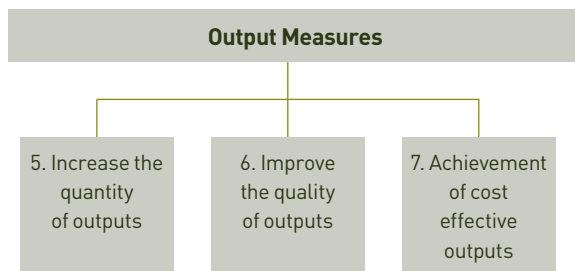 Output Measures
5. Increase the
quantity
of outputs
6. Improve
the quality
of outputs
7. Achievement
of cost
effective
outputs